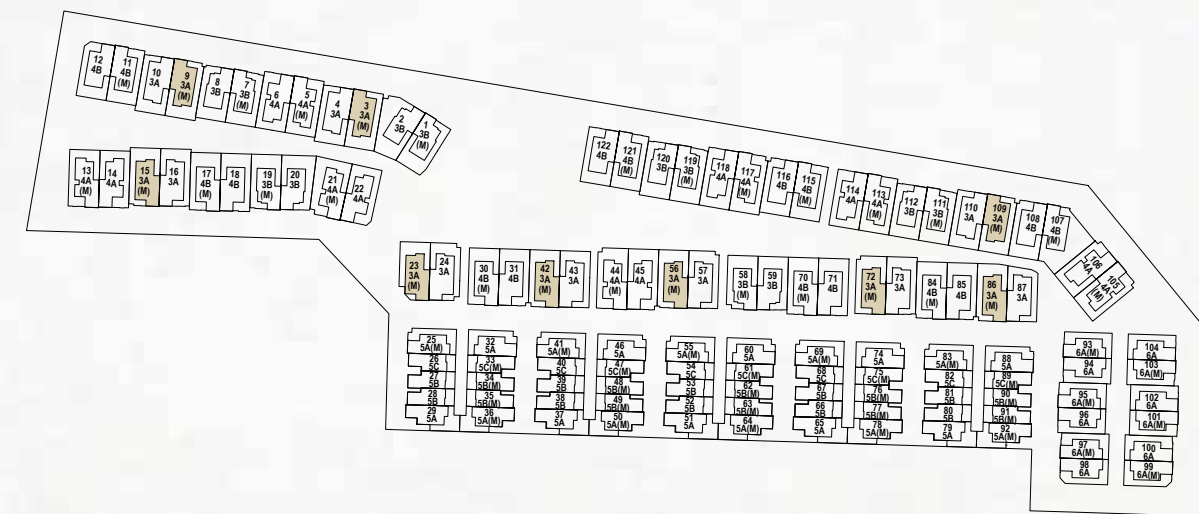 12
4B
11
4B
(M)
10
3A
9
3A
(M)
8
3B
7
3B
(M)
6
4A
5
4A
(M)
4
3A
3
3A
(M)
2
3B
1
3B
(M)
13
4A
(M)
14
4A
15
3A
(M)
16
3A
17
4B
(M)
18
4B
19
3B
(M)
20
3B
21
4A
(M)
22
4A
122
4B
121
4B
(M)
120
3B
119
3B
(M)
118
4A
117
4A
(M)
116
4B
115
4B
(M)
114
4A
113
4A
(M)
112
3B
111
3B
(M)
110
3A
109
3A
(M)
108
4B
107
4B
(M)
106
4A
105
4A
(M)
23
3A
(M)
24
3A
30
4B
(M)
31
4B
42
3A
(M)
43
3A
44
4A
(M)
45
4A
56
3A
(M)
57
3A
58
3B
(M)
59
3B
70
4B
(M)
71
4B
72
3A
(M)
73
3A
84
4B
(M)
85
4B
86
3A
(M)
87
3A
25
5A(M)
26
5C
27
5B
28
5B
29
5A
32
5A
33
5C(M)
34
5B(M)
35
5B(M)
36
5A(M)
41
5A(M)
40
5C
39
5B
38
5B
37
5A
46
5A
47
5C(M)
48
5B(M)
49
5B(M)
50
5A(M)
55
5A(M)
54
5C
53
5B
52
5B
51
5A
60
5A
61
5C(M)
62
5B(M)
63
5B(M)
64
5A(M)
69
5A(M)
68
5C
67
5B
66
5B
65
5A
74
5A
75
5C(M)
76
5B(M)
77
5B(M)
78
5A(M)
83
5A(M)
82
5C
81
5B
80
5B
79
5A
88
5A
89
5C(M)
90
5B(M)
91
5B(M)
92
5A(M)
93
6A(M)
94
6A
95
6A(M)
96
6A
97
6A(M)
98
6A
104
6A
103
6A(M)
102
6A
101
6A(M)
100
6A
99
6A(M)